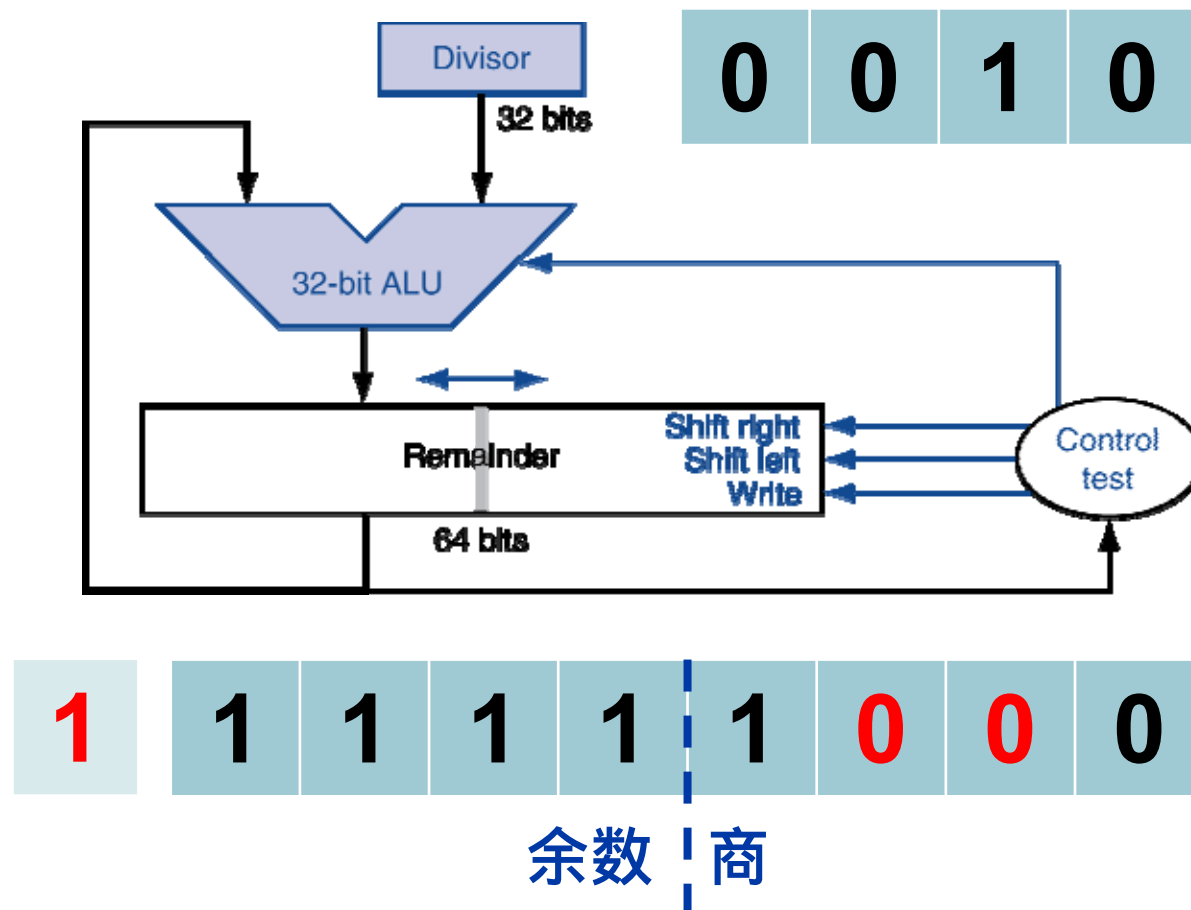 Divisor
0 0 1 0
32 bits
32-bit ALU
Shift right
Remainder
Shift left
Write
Control
test
64 bits
1 1 1 1 1 1 0 0 0
余数 商